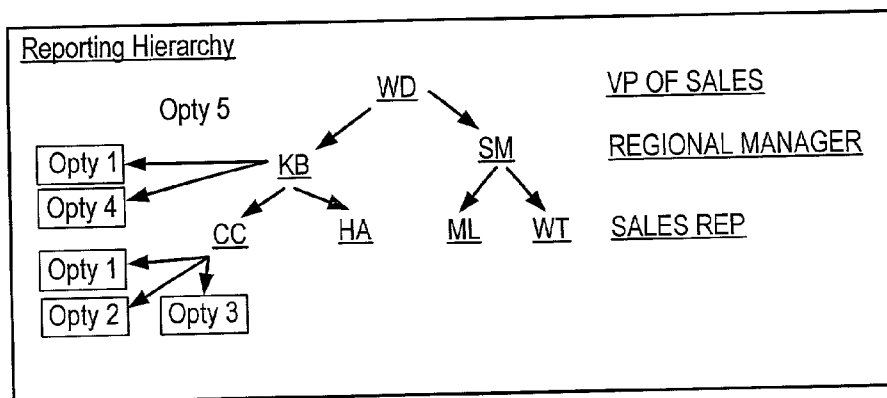 Reporting Hierarchy
WD VP OF SALES
Opty 5
Opty 1 KB SM REGIONAL MANAGER
Opty 4
CC HA ML WT SALES REP
Opty 1
Opty 2 Opty 3